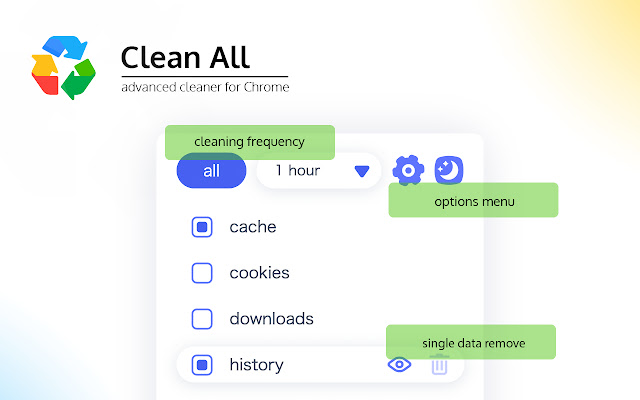 Clean All
advanced cleaner for Chrome
cleaning frequency
all
1 hour
options menu
cache
cookies
downloads
single data remove
history